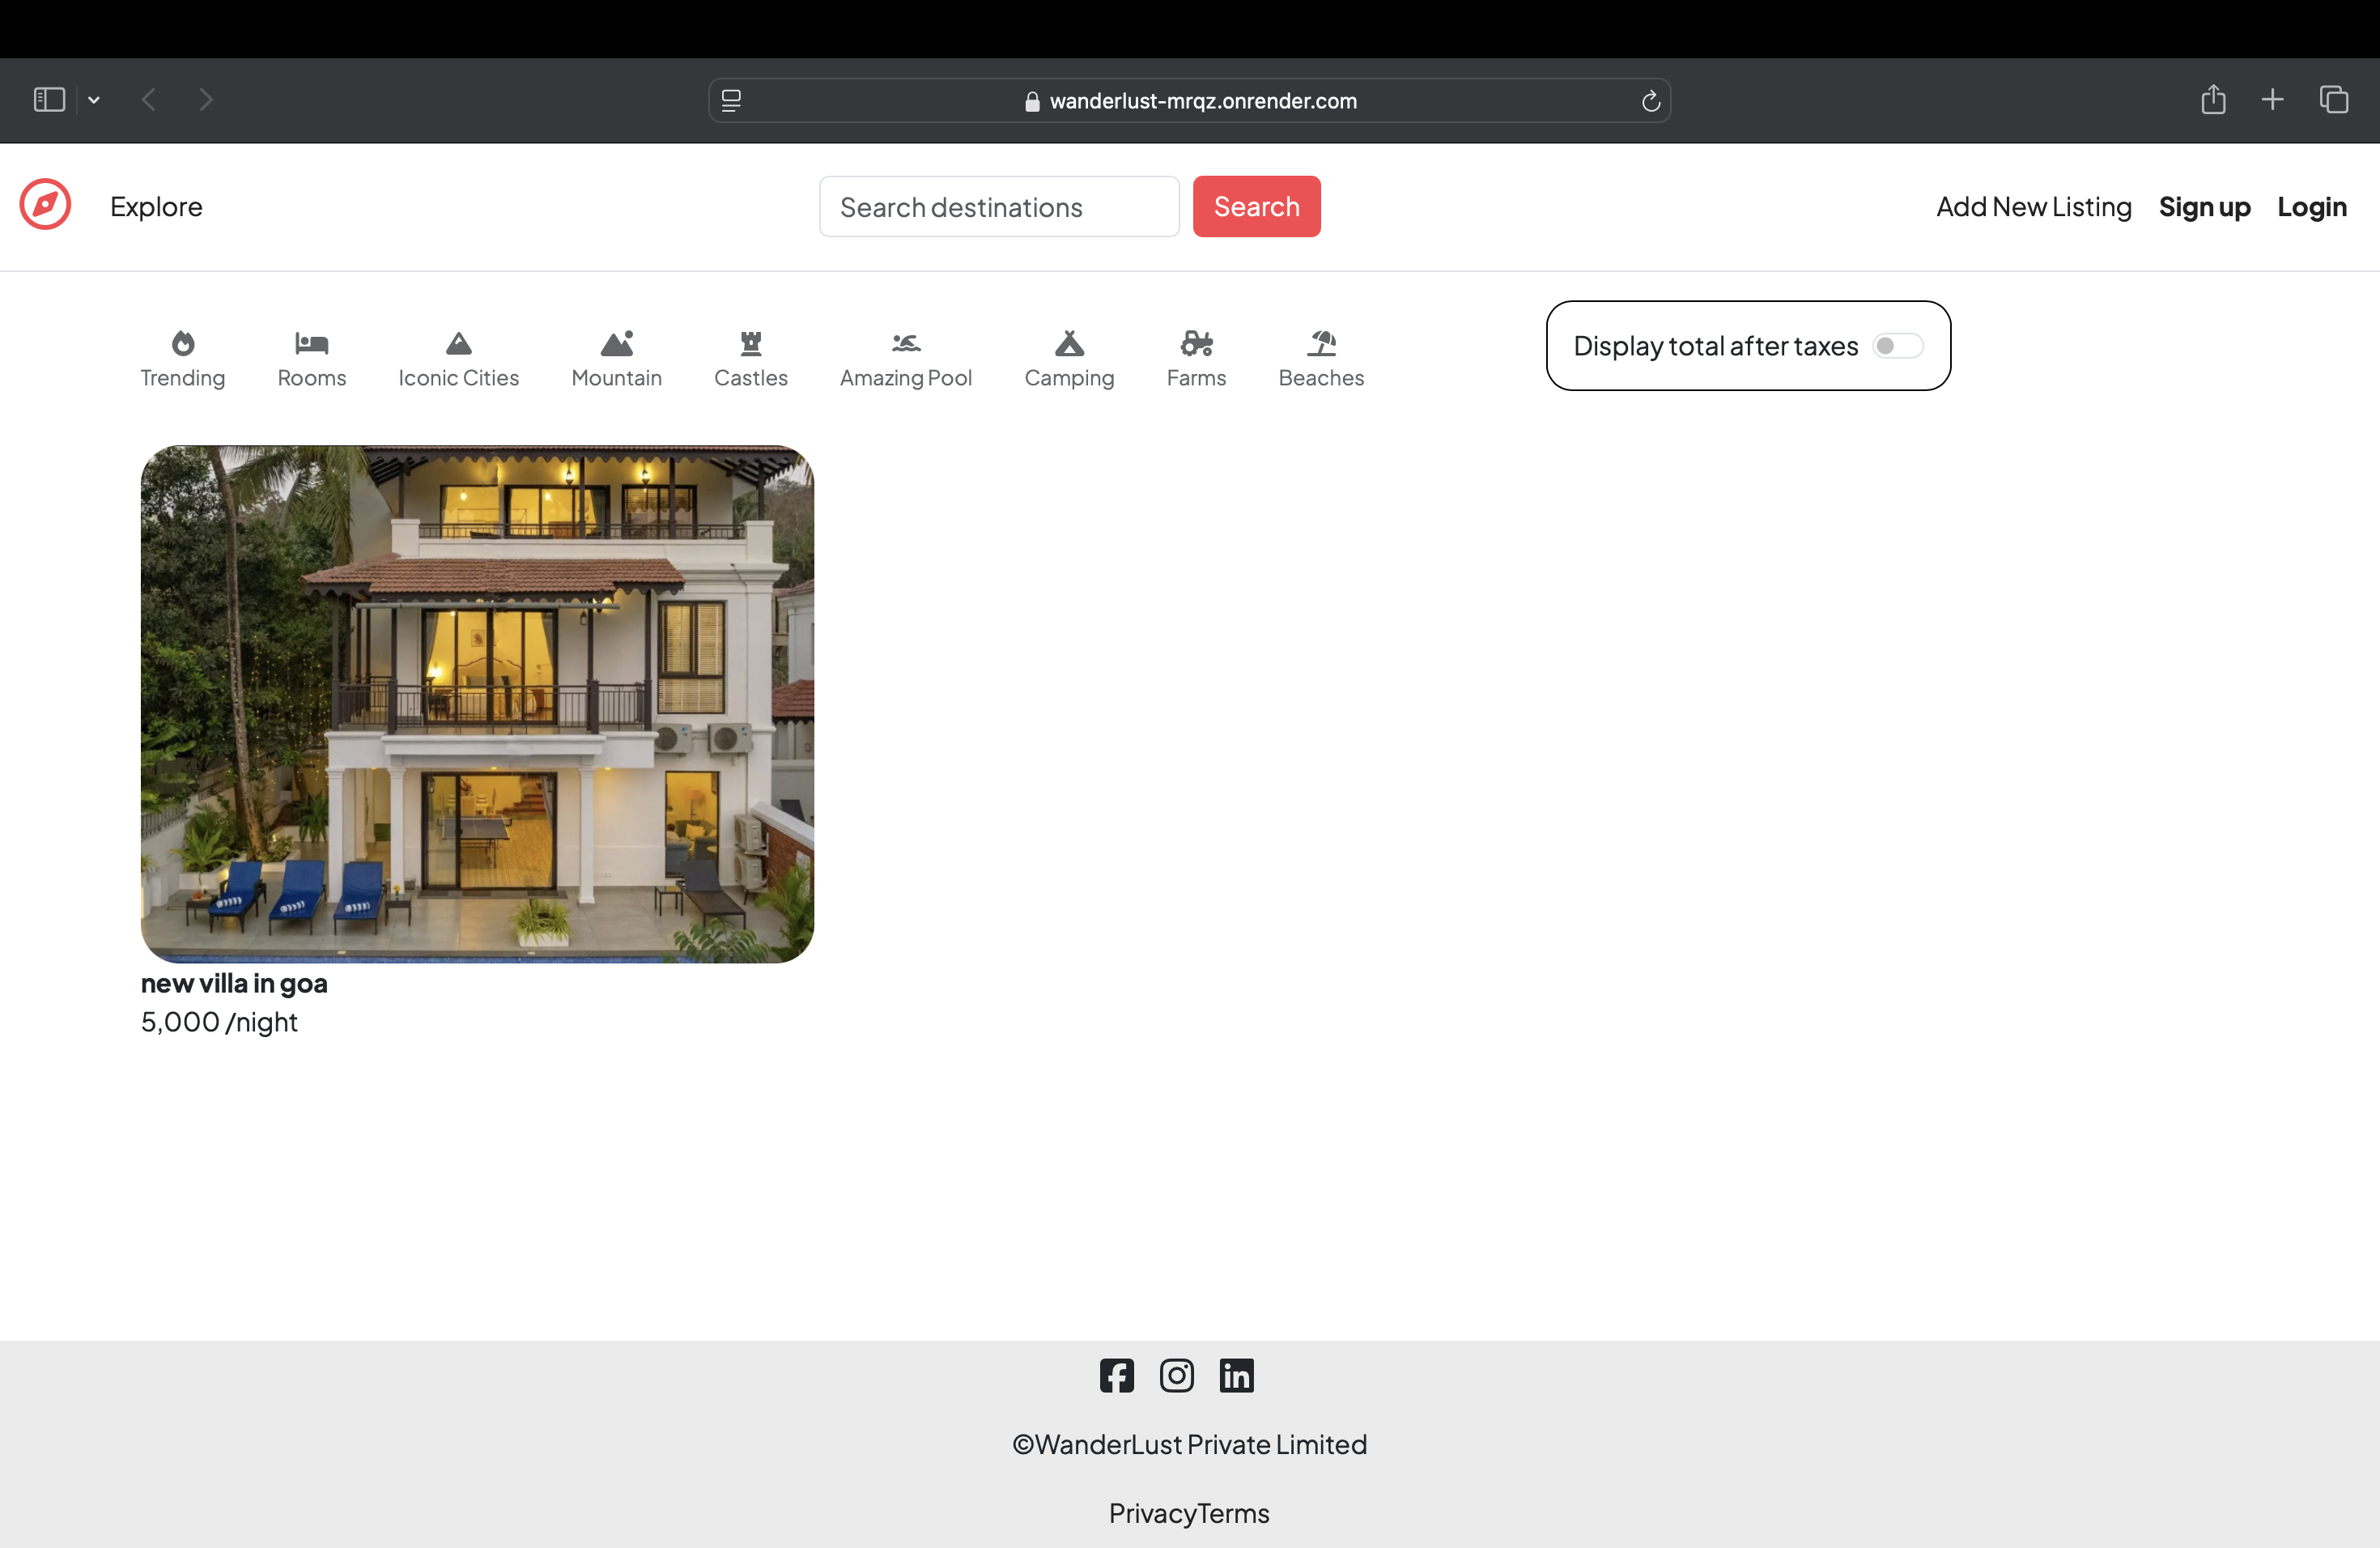 wanderlust-mrqz.onrender.com
Explore
Search destinations
Search
Add New Listing
Sign up
Login
Trending
Rooms
Iconic Cities
Mountain
Castles
Amazing Pool
Camping
Farms
Beaches
Display total after taxes
new villa in goa
5,000 /night
©WanderLust Private Limited
PrivacyTerms